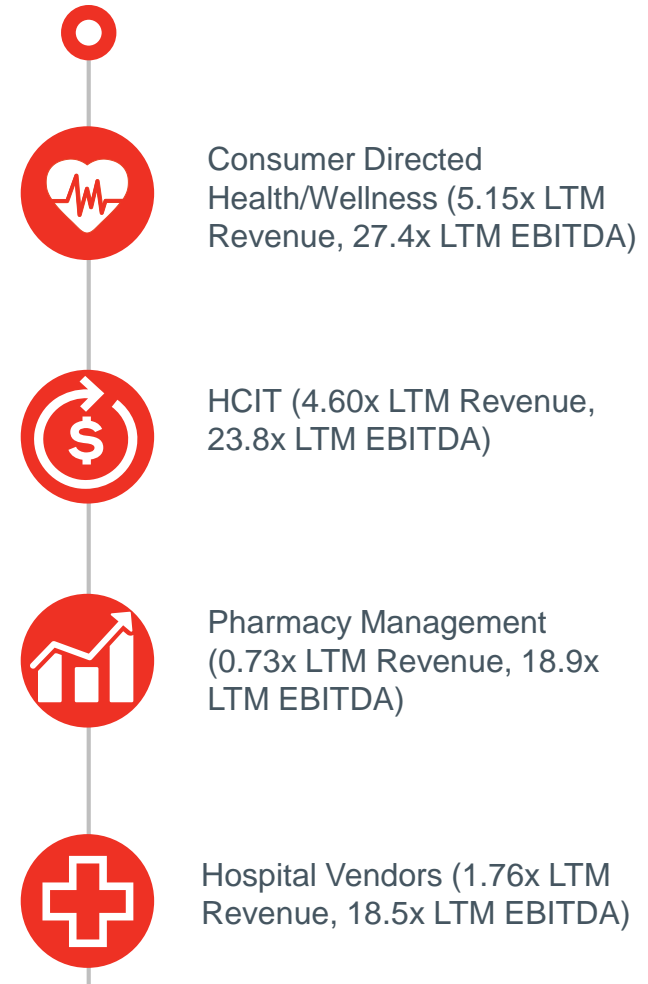 Consumer Directed
Health/Wellness (5.15x LTM
Revenue, 27.4x LTM EBITDA)
$
HCIT (4.60x LTM Revenue,
23.8x LTM EBITDA)
Pharmacy Management
(0.73x LTM Revenue, 18.9x
LTM EBITDA)
Hospital Vendors (1.76x LTM
Revenue, 18.5x LTM EBITDA)